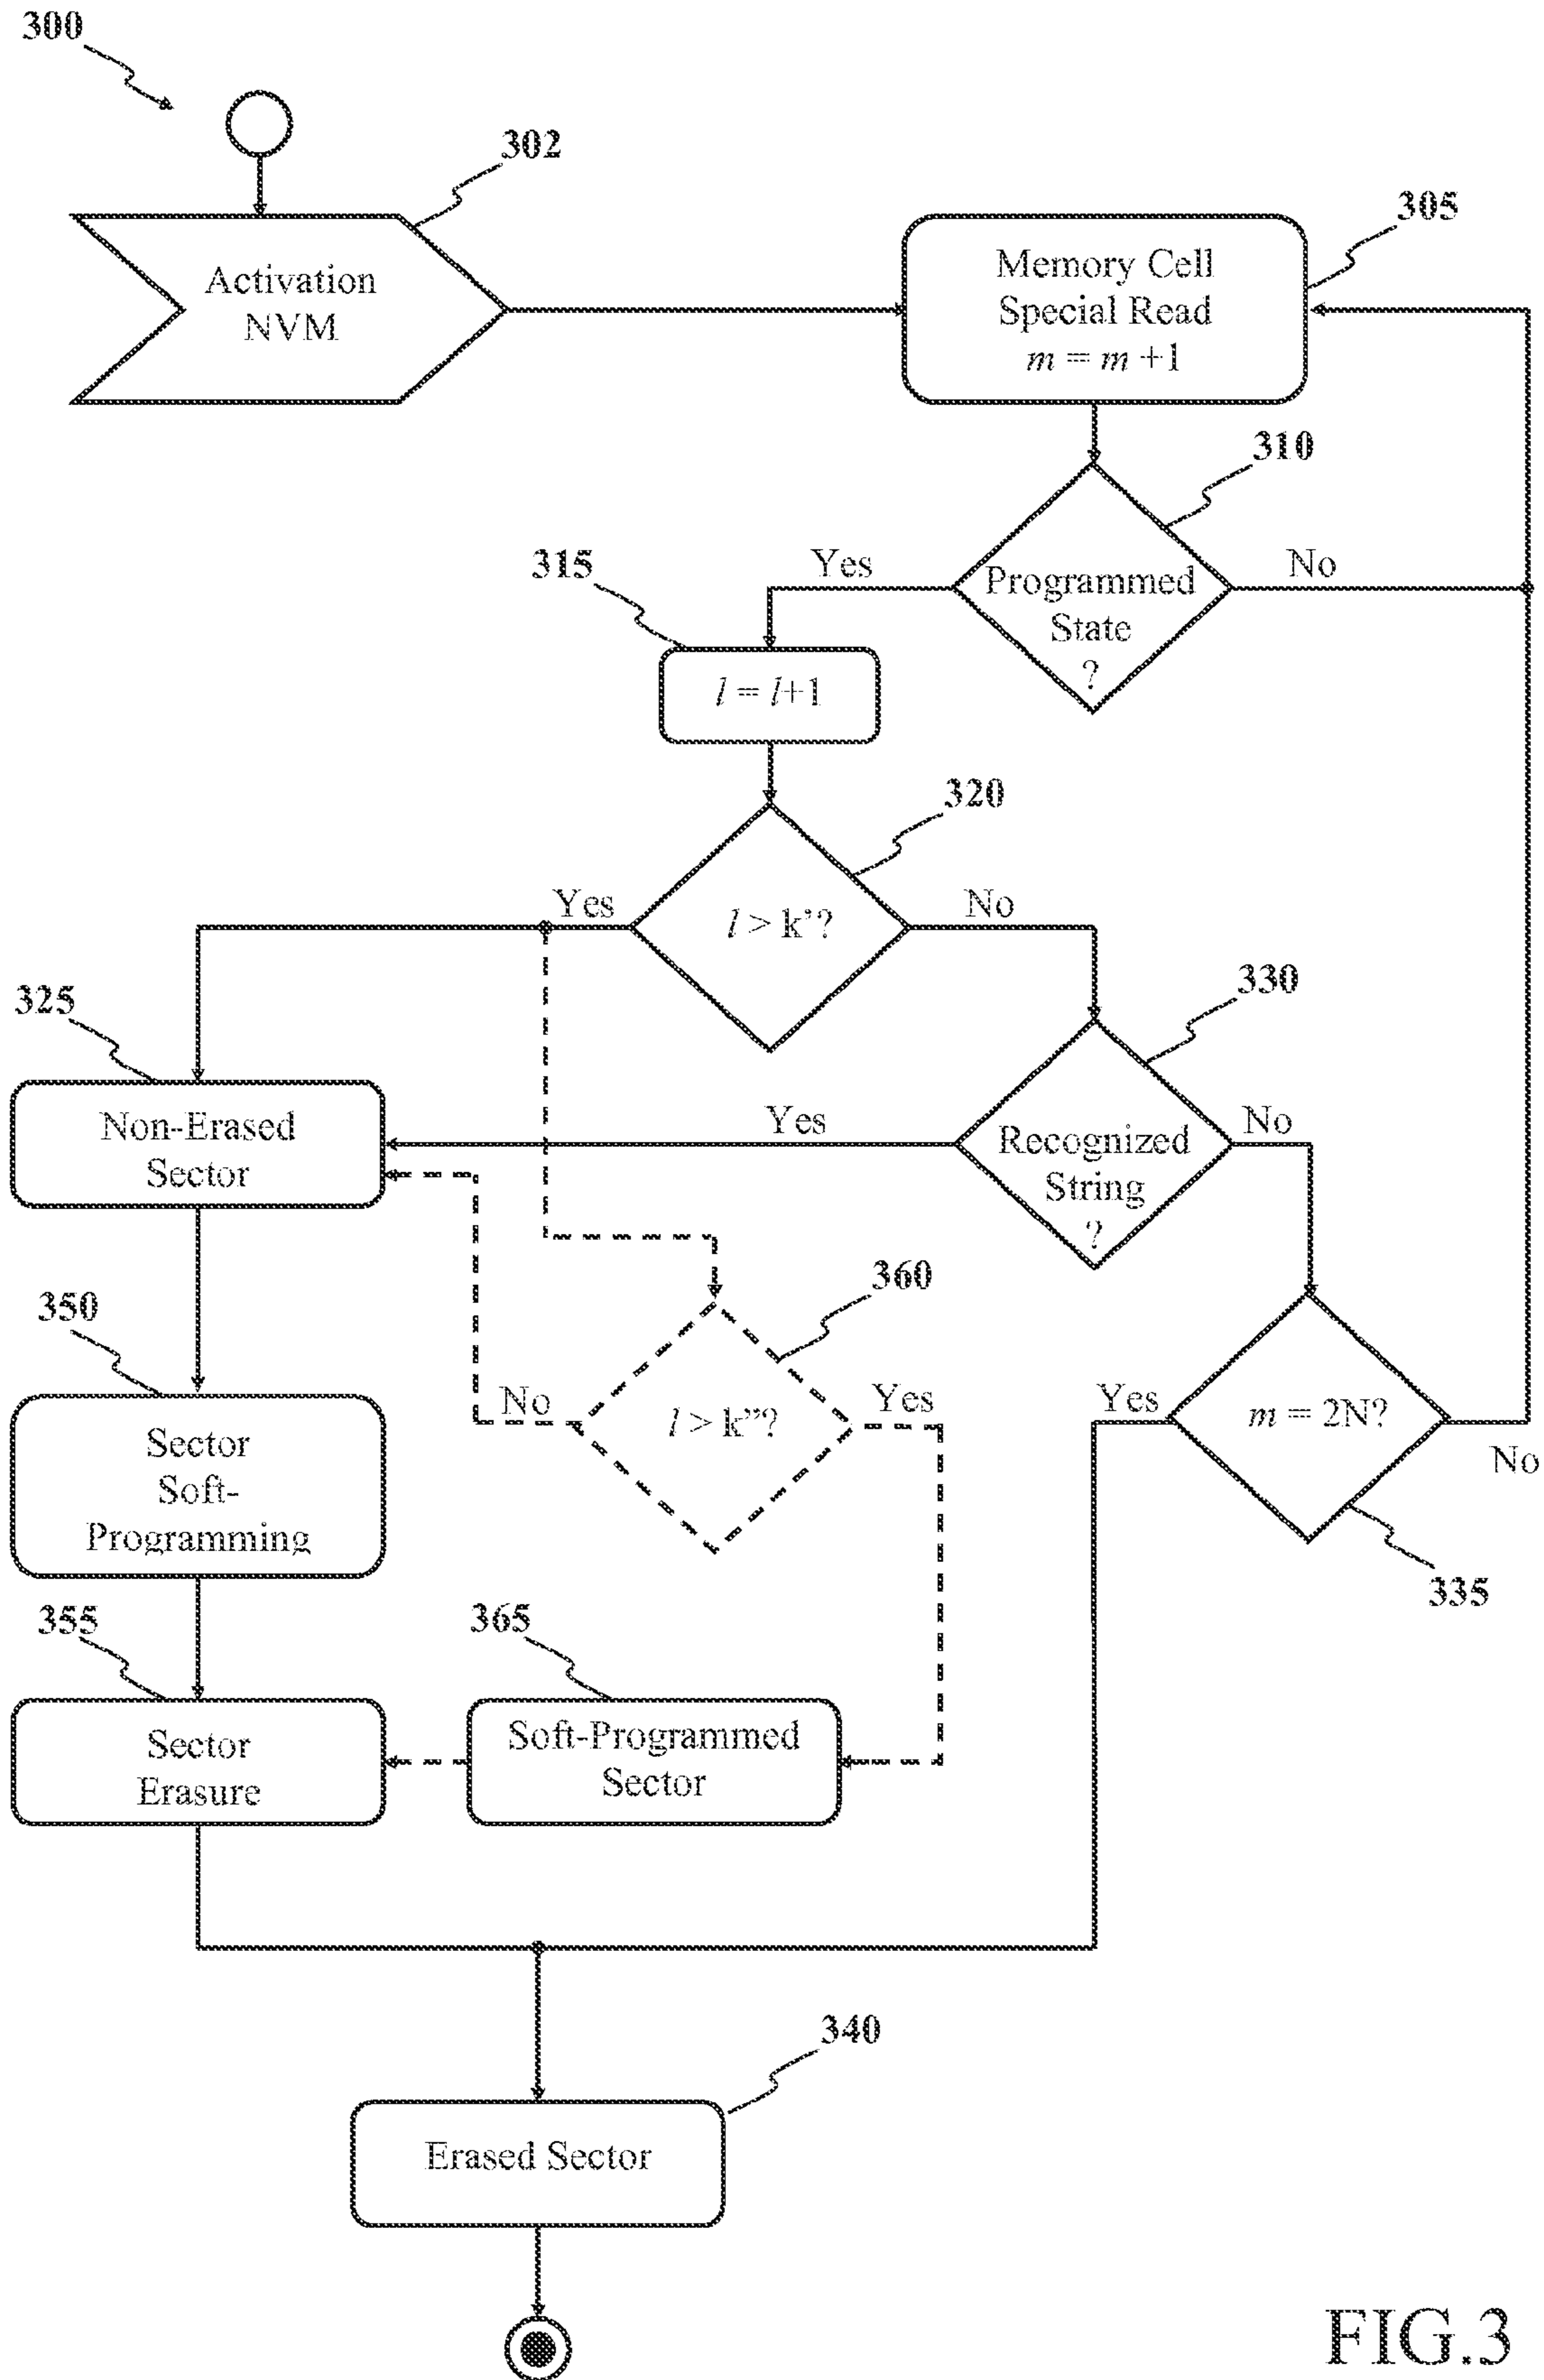 300
302
Activation
NVM
305
Memory Cell
Special Read
m = m +1
310
Programmed
State
?
Yes
No
315
l = l+1
320
l > k’?
Yes
No
325
Non-Erased
Sector
330
Recognized
String
?
Yes
No
350
Sector
Soft-
Programming
360
l > k”?
No
Yes
m = 2N?
Yes
No
335
355
Sector
Erasure
365
Soft-Programmed
Sector
340
Erased Sector
FIG.3